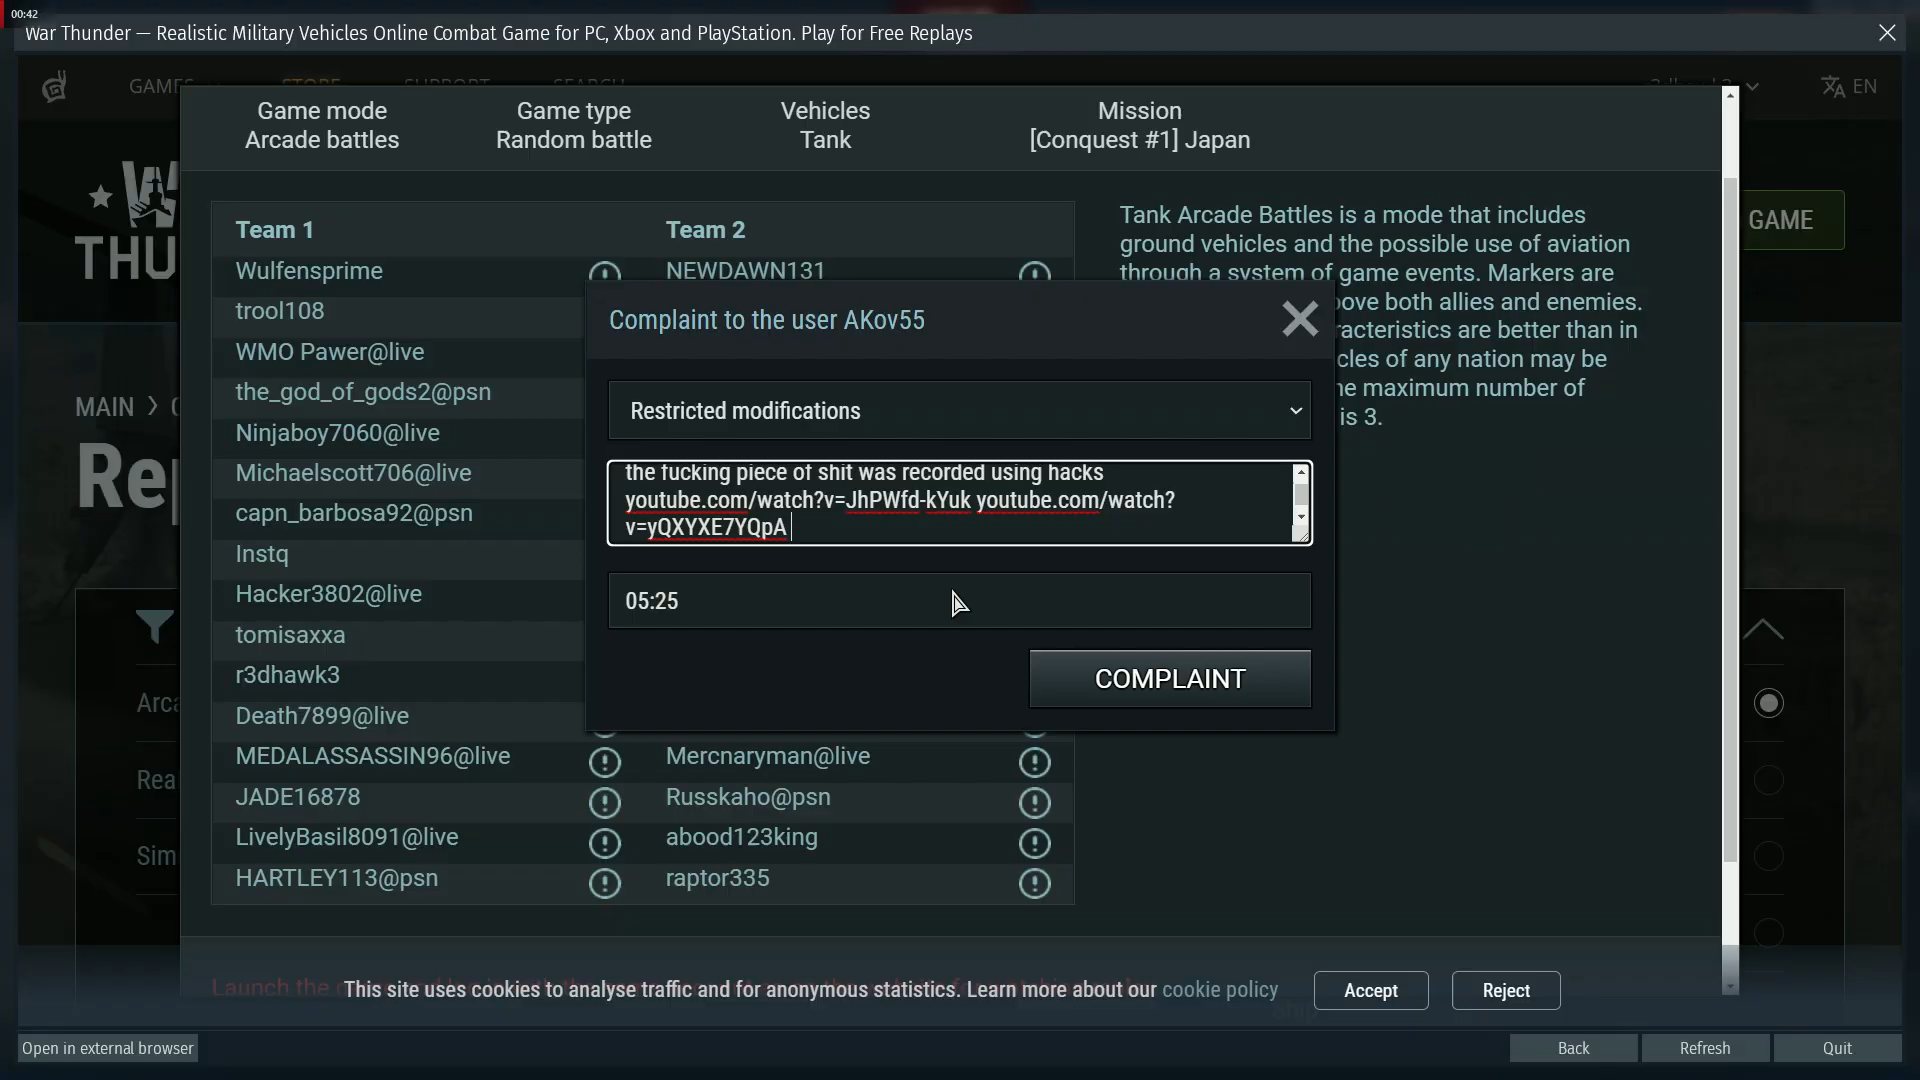 00:42
War Thunder — Realistic Military Vehicles Online Combat Game for PC, Xbox and PlayStation. Play for Free Replays
GAMES STORE SUPPORT SEARCH EN
Game mode Game type Vehicles Mission
Arcade battles Random battle Tank [Conquest #1] Japan
W
THU
GAME
Team 1 Team 2
Wulfensprime NEWDAWN131
trool108
WMO Pawer@live
the_god_of_gods2@psn
Ninjaboy7060@live
Michaelscott706@live
capn_barbosa92@psn
Instq
Hacker3802@live
tomisaxxa
r3dhawk3
Death7899@live
MEDALASSASSIN96@live Mercnaryman@live
JADE16878 Russkaho@psn
LivelyBasil8091@live abood123king
HARTLEY113@psn raptor335
Tank Arcade Battles is a mode that includes
ground vehicles and the possible use of aviation
through a system of game events. Markers are
ove both allies and enemies.
racteristics are better than in
cles of any nation may be
he maximum number of
is 3.
Complaint to the user AKov55
Restricted modifications
the fucking piece of shit was recorded using hacks
youtube.com/watch?v=JhPWfd-kYuk youtube.com/watch?
v=yQXYXE7YQpA
05:25
COMPLAINT
MAIN
Rep
Arca
Rea
Sim
Launch the
This site uses cookies to analyse traffic and for anonymous statistics. Learn more about our cookie policy
Accept
Reject
Open in external browser
Back
Refresh
Quit